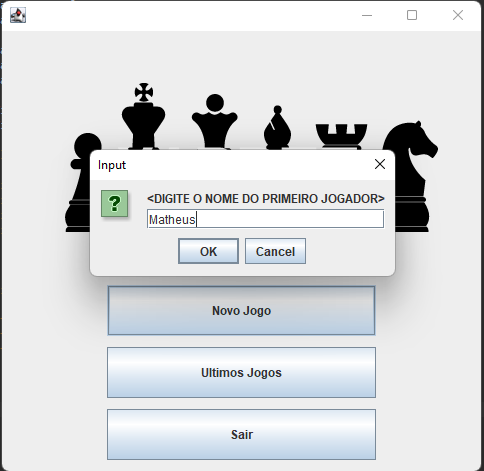 Input
<DIGITE O NOME DO PRIMEIRO JOGADOR>
Matheus
OK
Cancel
Novo Jogo
Ultimos Jogos
Sair